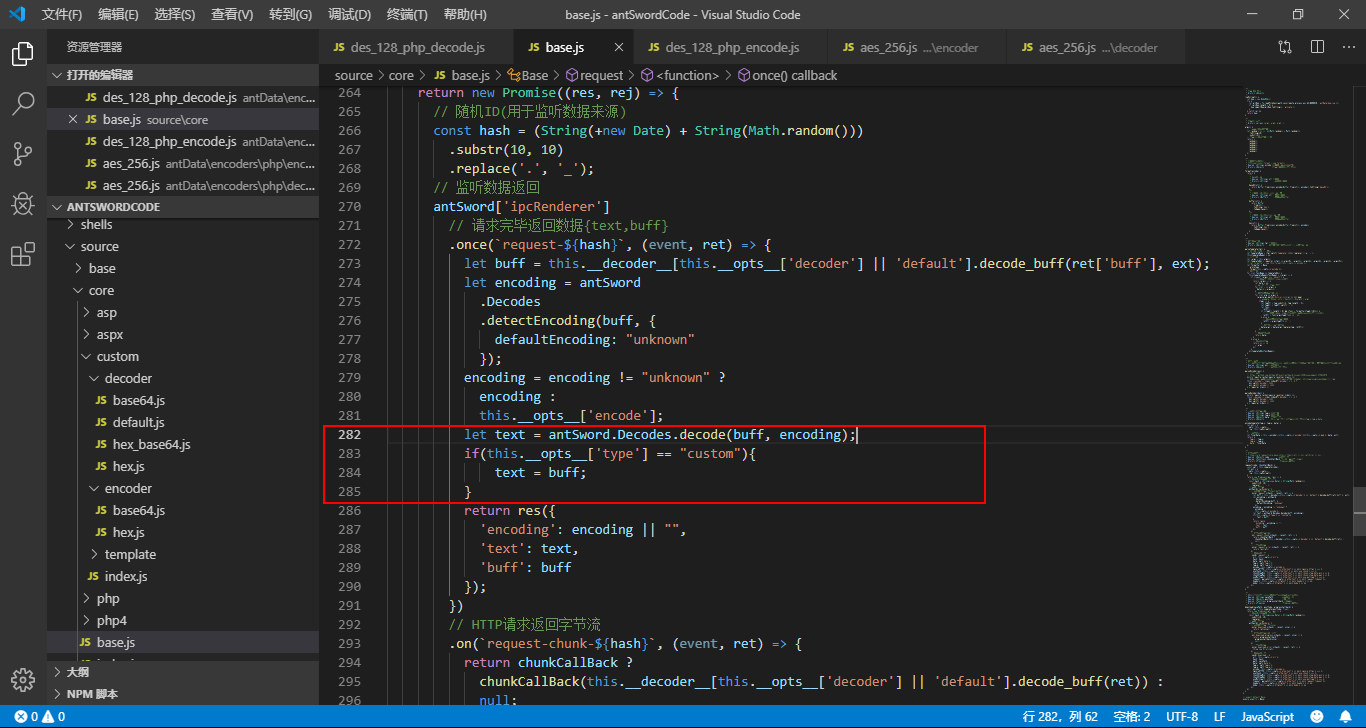 文件(F) 编辑(E) 选择(S) 查看(V) 转到(G) 调试(D) 终端(T) 帮助(H) base.js - antSwordCode - Visual Studio Code
资源管理器
打开的编辑器
JS des_128_php_decode.js antData\enc...
JS base.js source\core
JS des_128_php_encode.js antData\enc...
JS aes_256.js antData\encoders\php\enc...
JS aes_256.js antData\encoders\php\dec...
ANTSWORDCODE
shells
source
base
core
asp
aspx
custom
decoder
JS base64.js
JS default.js
JS hex_base64.js
JS hex.js
encoder
JS base64.js
JS hex.js
template
JS index.js
php
php4
JS base.js
大纲
NPM 脚本
JS des_128_php_decode.js JS base.js JS des_128_php_encode.js JS aes_256.js ...\encoder JS aes_256.js ...\decoder
source > core > JS base.js > Base > request > <function> > once() callback
264 return new Promise((res, rej) => {
265 // 随机ID(用于监听数据来源)
266 const hash = (String(+new Date) + String(Math.random()))
267 .substr(10, 10)
268 .replace('.', '_');
269 // 监听数据返回
270 antSword['ipcRenderer']
271 // 请求完毕返回数据{text,buff}
272 .once(`request-${hash}`, (event, ret) => {
273 let buff = this.__decoder__[this.__opts__['decoder'] || 'default'].decode_buff(ret['buff'], ext);
274 let encoding = antSword
275 .Decodes
276 .detectEncoding(buff, {
277 defaultEncoding: "unknown"
278 });
279 encoding = encoding != "unknown" ?
280 encoding :
281 this.__opts__['encode'];
282 let text = antSword.Decodes.decode(buff, encoding);
283 if(this.__opts__['type'] == "custom"){
284 text = buff;
285 }
286 return res({
287 'encoding': encoding || "",
288 'text': text,
289 'buff': buff
290 });
291 })
292 // HTTP请求返回字节流
293 .on(`request-chunk-${hash}`, (event, ret) => {
294 return chunkCallBack ?
295 chunkCallBack(this.__decoder__[this.__opts__['decoder'] || 'default'].decode_buff(ret)) :
296 null;
0 0 行 282，列 62 空格: 2 UTF-8 LF JavaScript